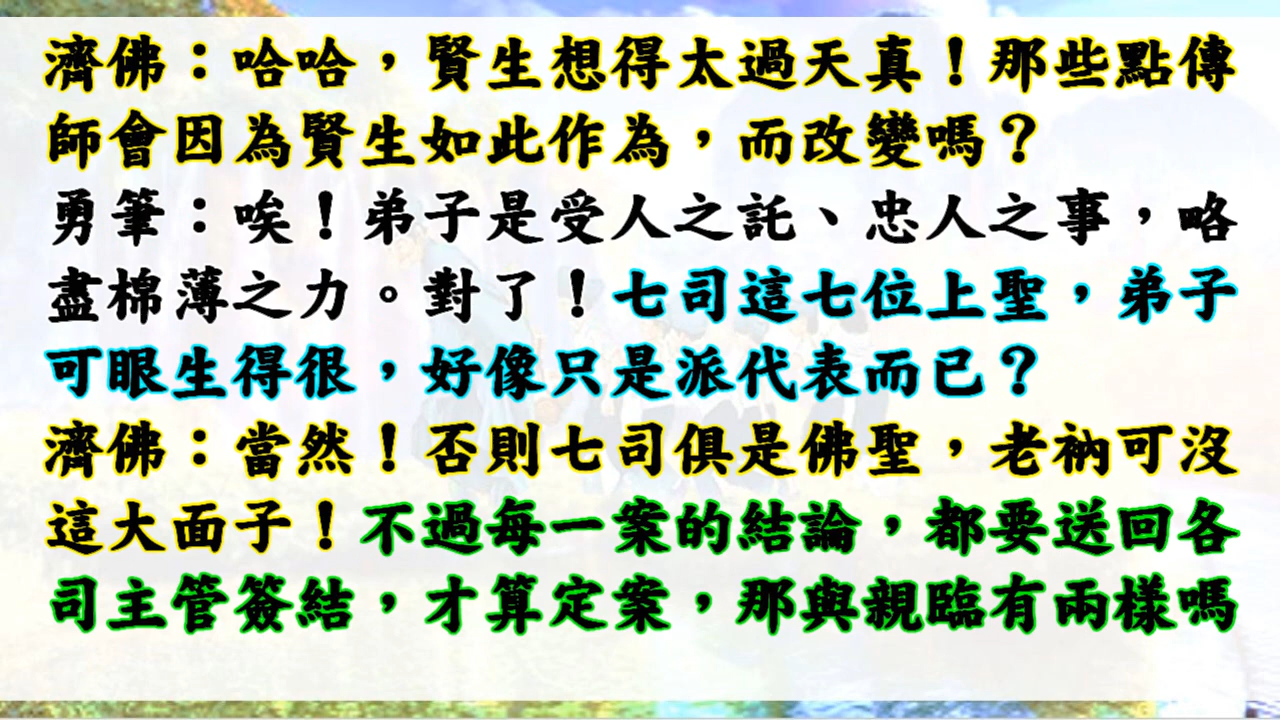 濟佛：哈哈，賢生想得太過天真！那些點傳
師會因為賢生如此作為，而改變嗎？
勇筆：唉！弟子是受人之託、忠人之事，略
盡棉薄之力。對了！七司這七位上聖，弟子
可眼生得很，好像只是派代表而已？
濟佛：當然！否則七司俱是佛聖，老衲可沒
這大面子！不過每一案的結論，都要送回各
司主管簽結，才算定案，那與親臨有兩樣嗎